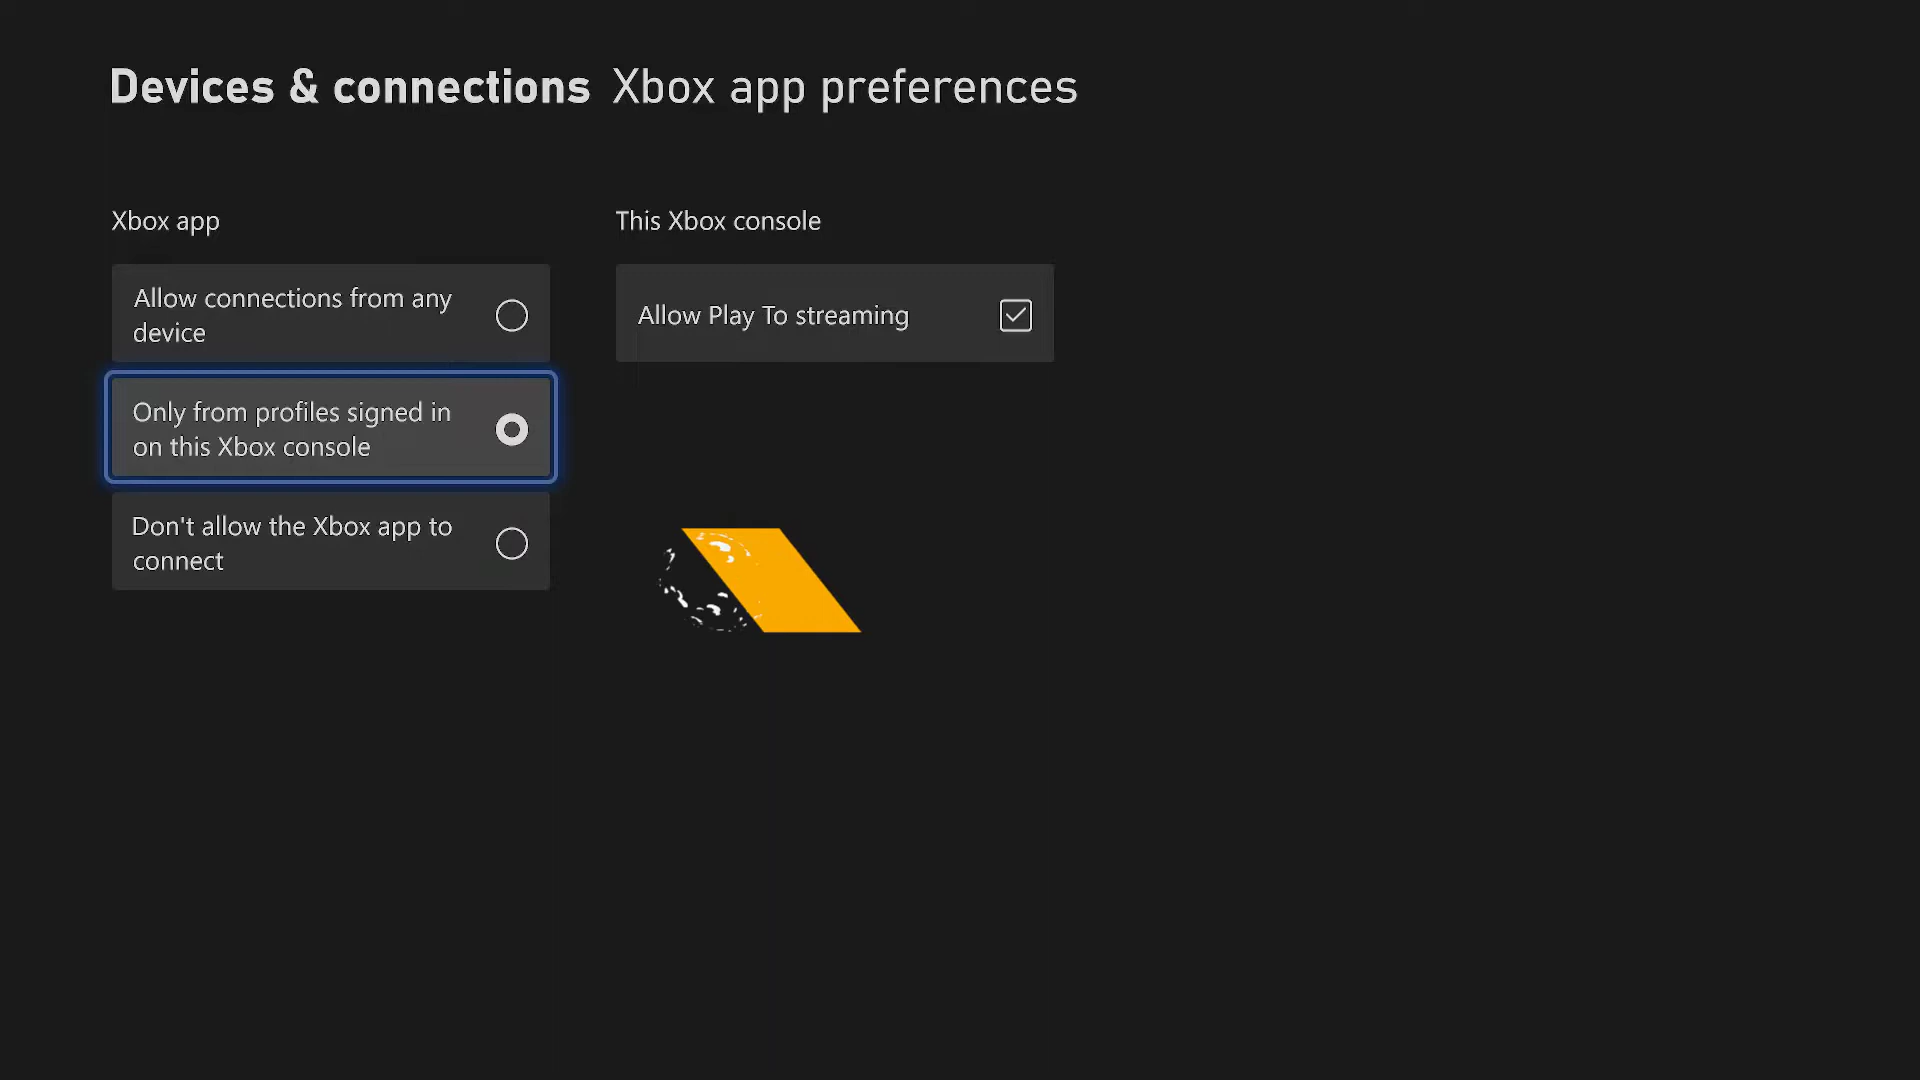 Devices & connections Xbox app preferences
Xbox app
Allow connections from any
device
Only from profiles signed in
on this Xbox console
Don't allow the Xbox app to
connect
This Xbox console
Allow Play To streaming